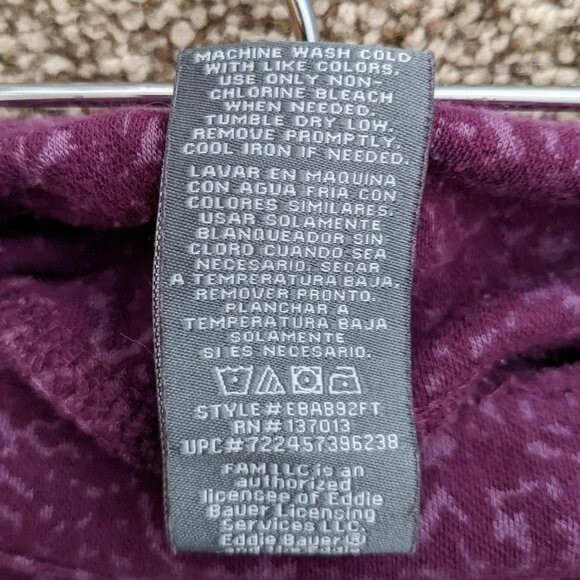 MACHINE WASH COLD
WITH LIKE COLORS.
USE ONLY NON-
CHLORINE BLEACH
WHEN NEEDED.
TUMBLE DRY LOW.
REMOVE PROMPTLY.
COOL IRON IF NEEDED.
LAVAR EN MAQUINA
CON AGUA FRIA CON
COLORES SIMILARES.
USAR SOLAMENTE
BLANQUEADOR SIN
CLORO CUANDO SEA
NECESARIO. SECAR
A TEMPERATURA BAJA.
REMOVER PRONTO.
PLANCHAR A
TEMPERATURA BAJA
SOLAMENTE
SI ES NECESARIO.
STYLE# EBAB92FT
RN# 137013
UPC#722457396238
FAM LLC is an
authorized
licensee of Eddie
Bauer Licensing
Services LLC.
Eddie Bauer®
and the Eddie